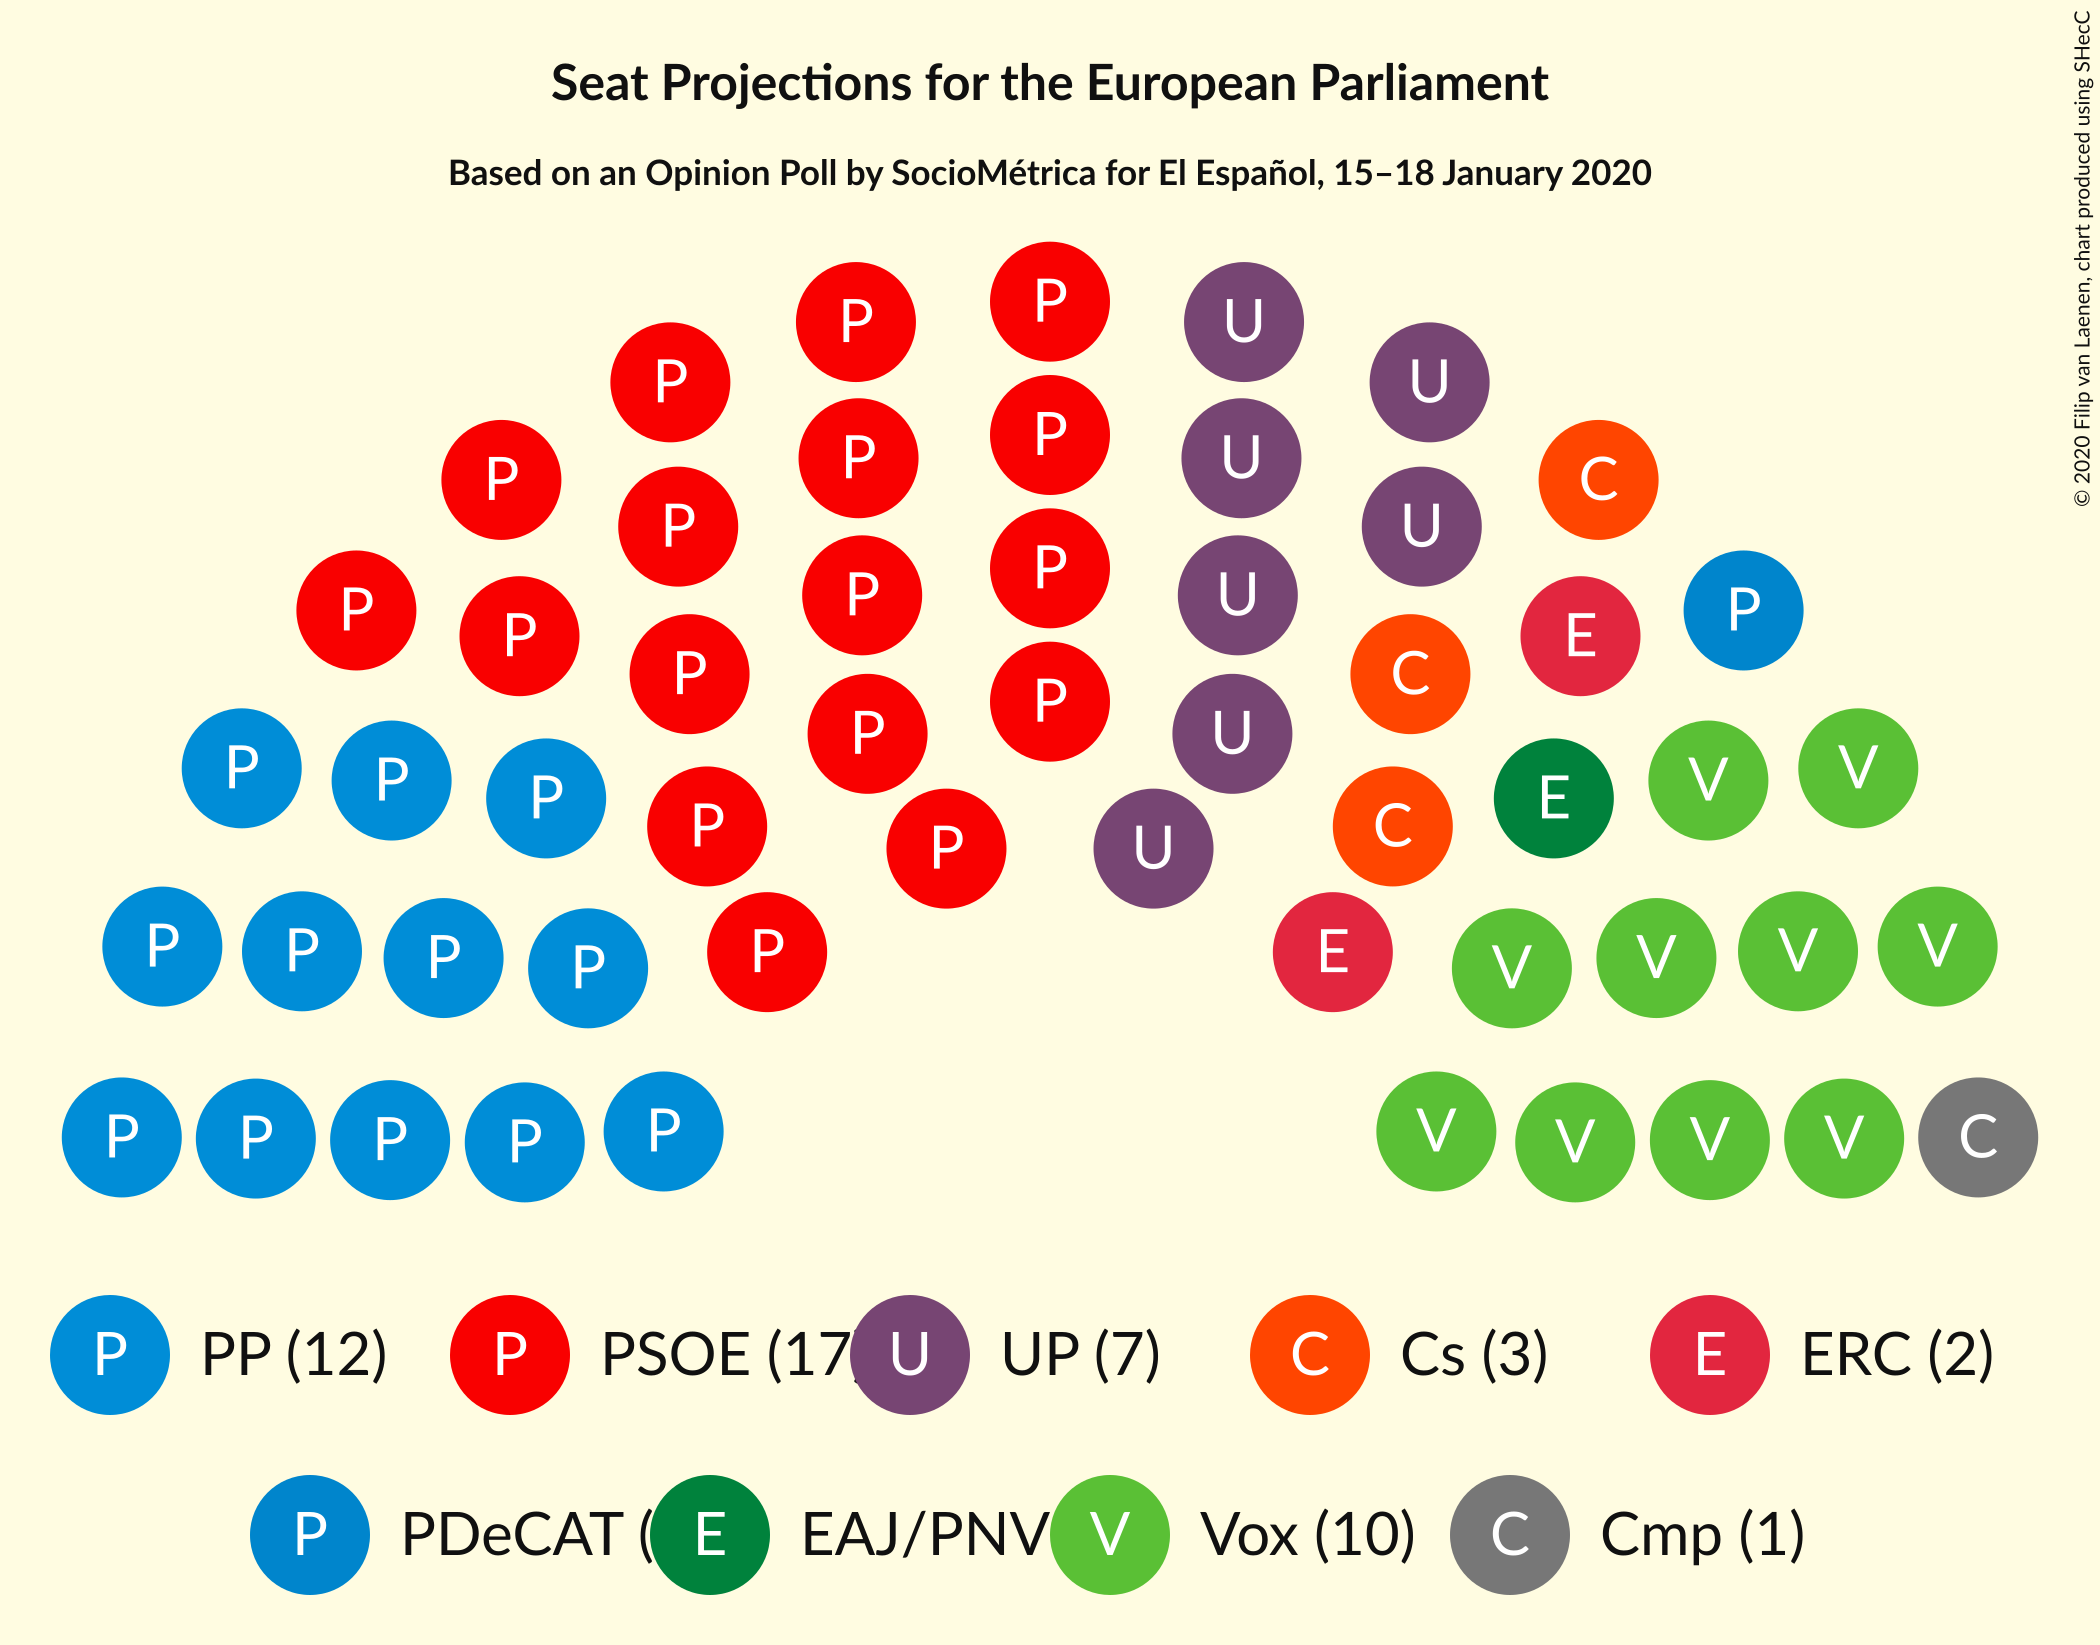 Seat Projections for the European Parliament
Based on an Opinion Poll by SocioMétrica for El Español, 15–18 January 2020
© 2020 Filip van Laenen, chart produced using SHecC
P P P U U
P P P P U U C
P P P P P U U E P
P P P P U C
P P P P P U C E V V
P P P P P E V V V V
P P P P P V V V V C
P PP (12) P PSOE (17) U UP (7) C Cs (3) E ERC (2)
P PDeCAT ( E EAJ/PNV V Vox (10) C Cmp (1)